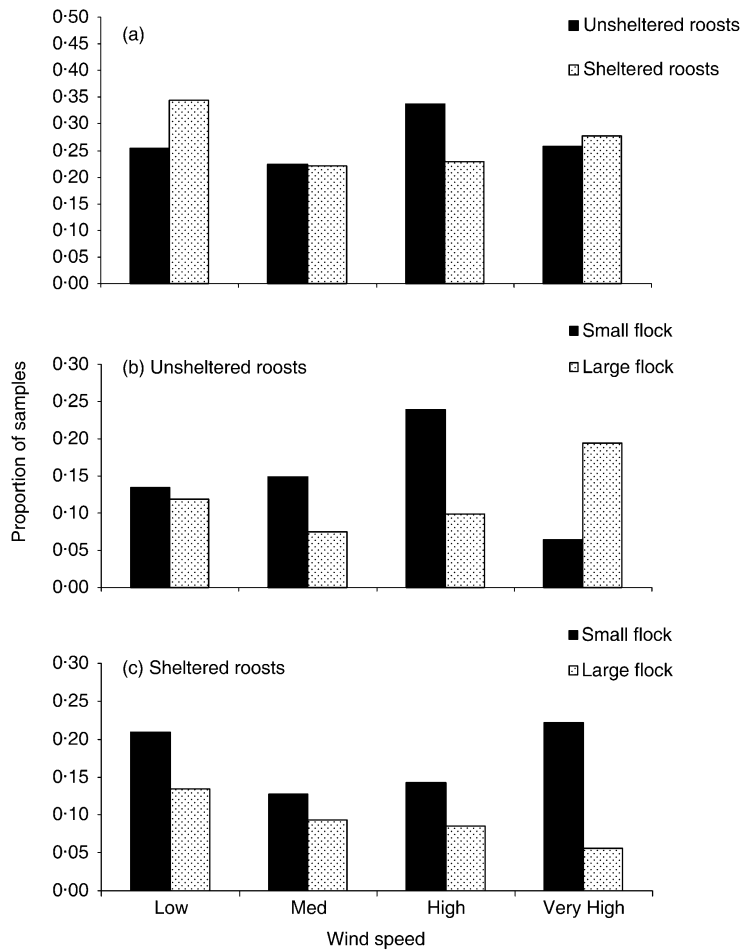 (a)
Unsheltered roosts
Sheltered roosts
0·50
0·45
0·40
0·35
0·30
0·25
0·20
0·15
0·10
0·05
0·00
Small flock
Large flock
(b) Unsheltered roosts
0·30
0·25
0·20
0·15
0·10
0·05
0·00
Proportion of samples
Small flock
Large flock
(c) Sheltered roosts
0·30
0·25
0·20
0·15
0·10
0·05
0·00
Low Med High Very High
Wind speed